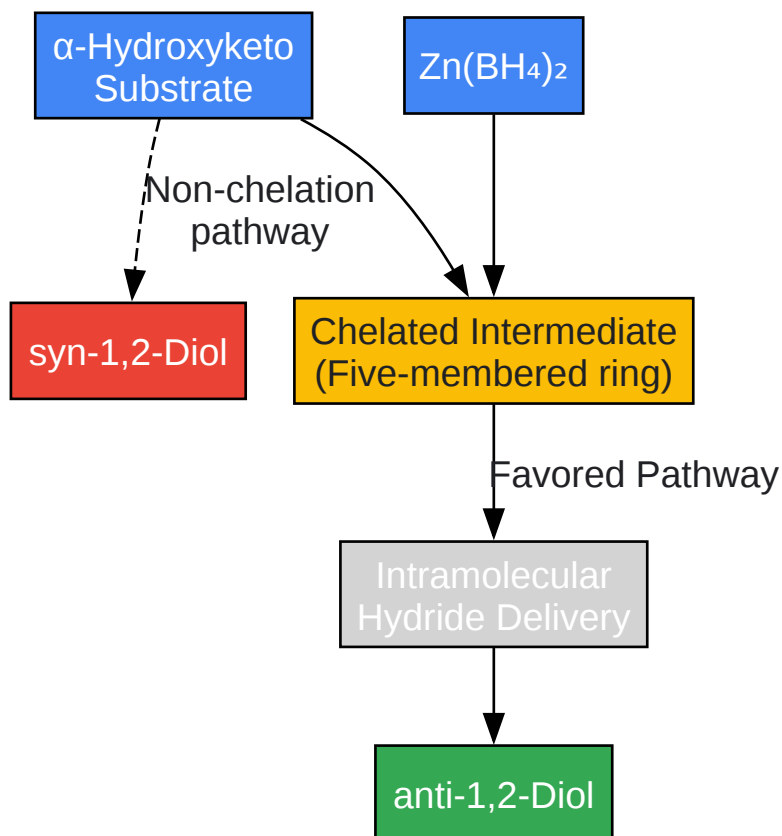 α-Hydroxyketo
Substrate
Zn(BH₄)₂
Non-chelation
pathway
syn-1,2-Diol
Chelated Intermediate
(Five-membered ring)
Favored Pathway
Intramolecular
Hydride Delivery
anti-1,2-Diol